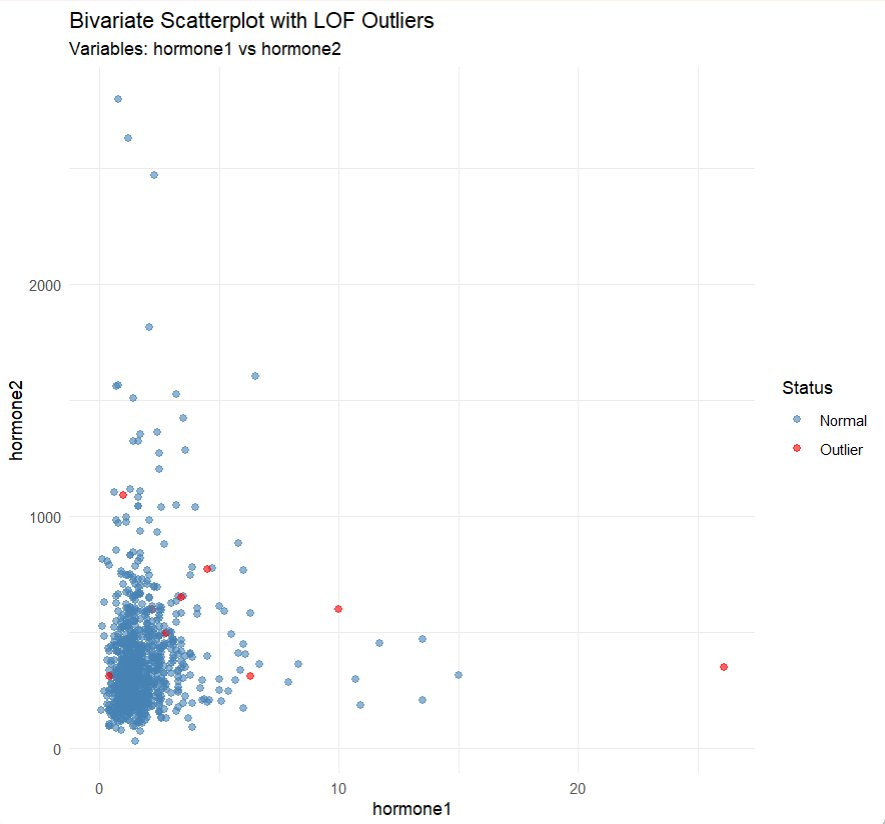 Bivariate Scatterplot with LOF Outliers
Variables: hormone1 vs hormone2
hormone2
2000
1000
0
0 10 20
hormone1
Status
Normal
Outlier